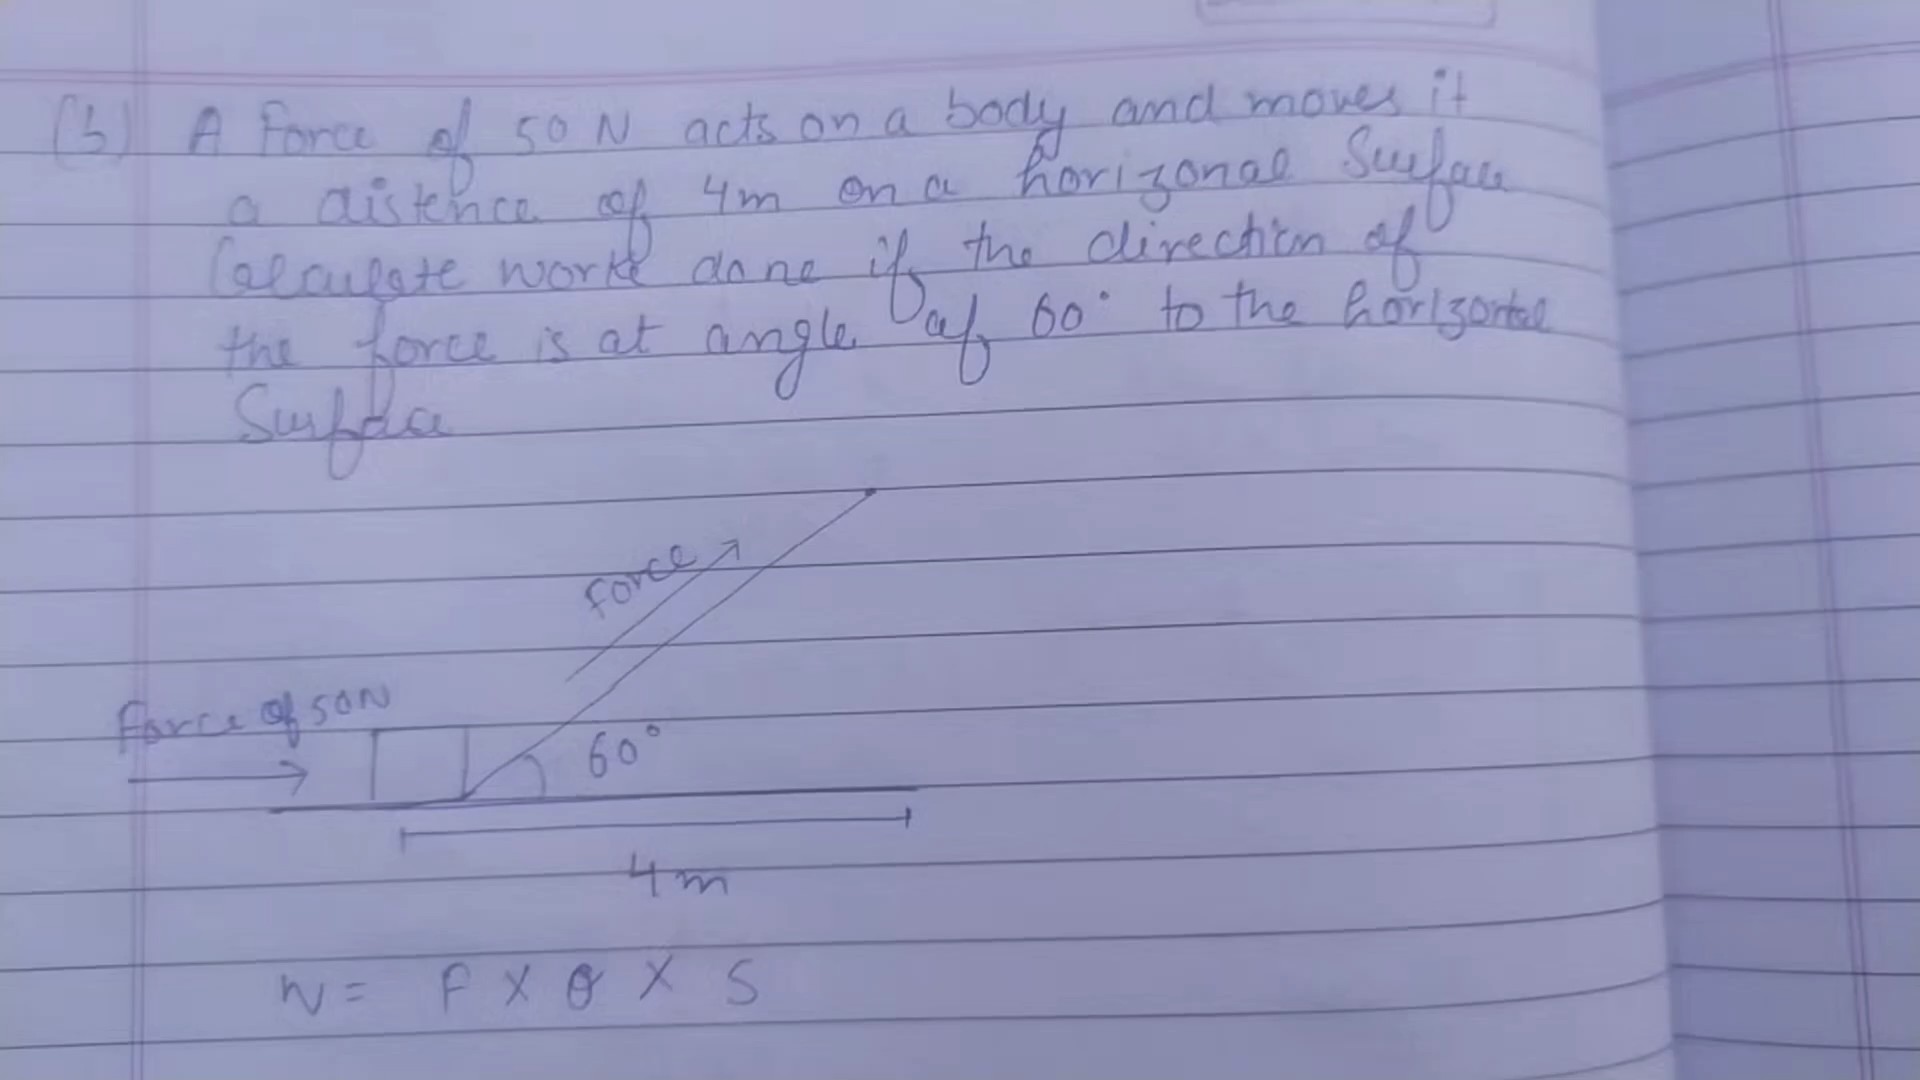 (b) A Force of 50 N acts on a body and moves it
a distence of 4m on a horizonal Surface
Calculate work done if the direction of
the force is at angle of 60° to the horizontal
Surface
force
Force of 50N
60°
4m
W = F X θ X S